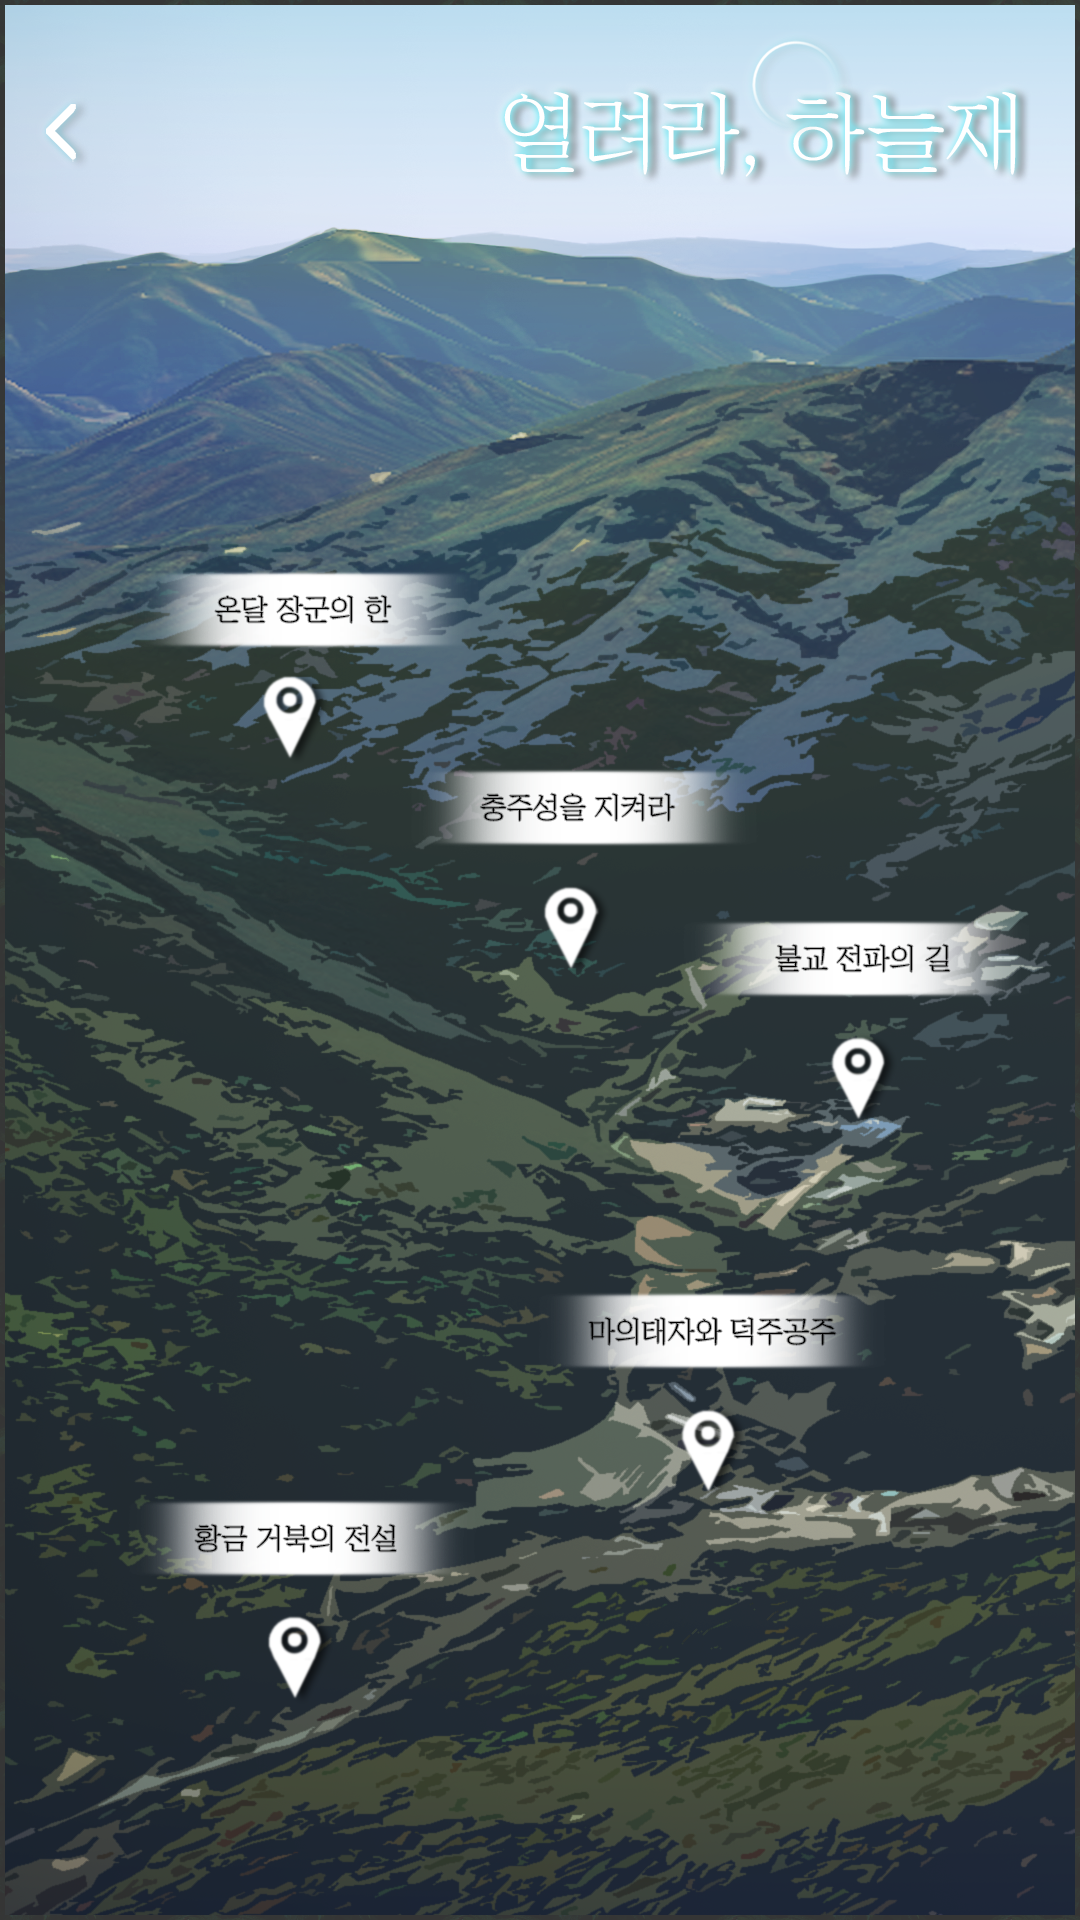 열려라, 하늘재
온달 장군의 한
충주성을 지켜라
불교 전파의 길
마의태자와 덕주공주
황금 거북의 전설